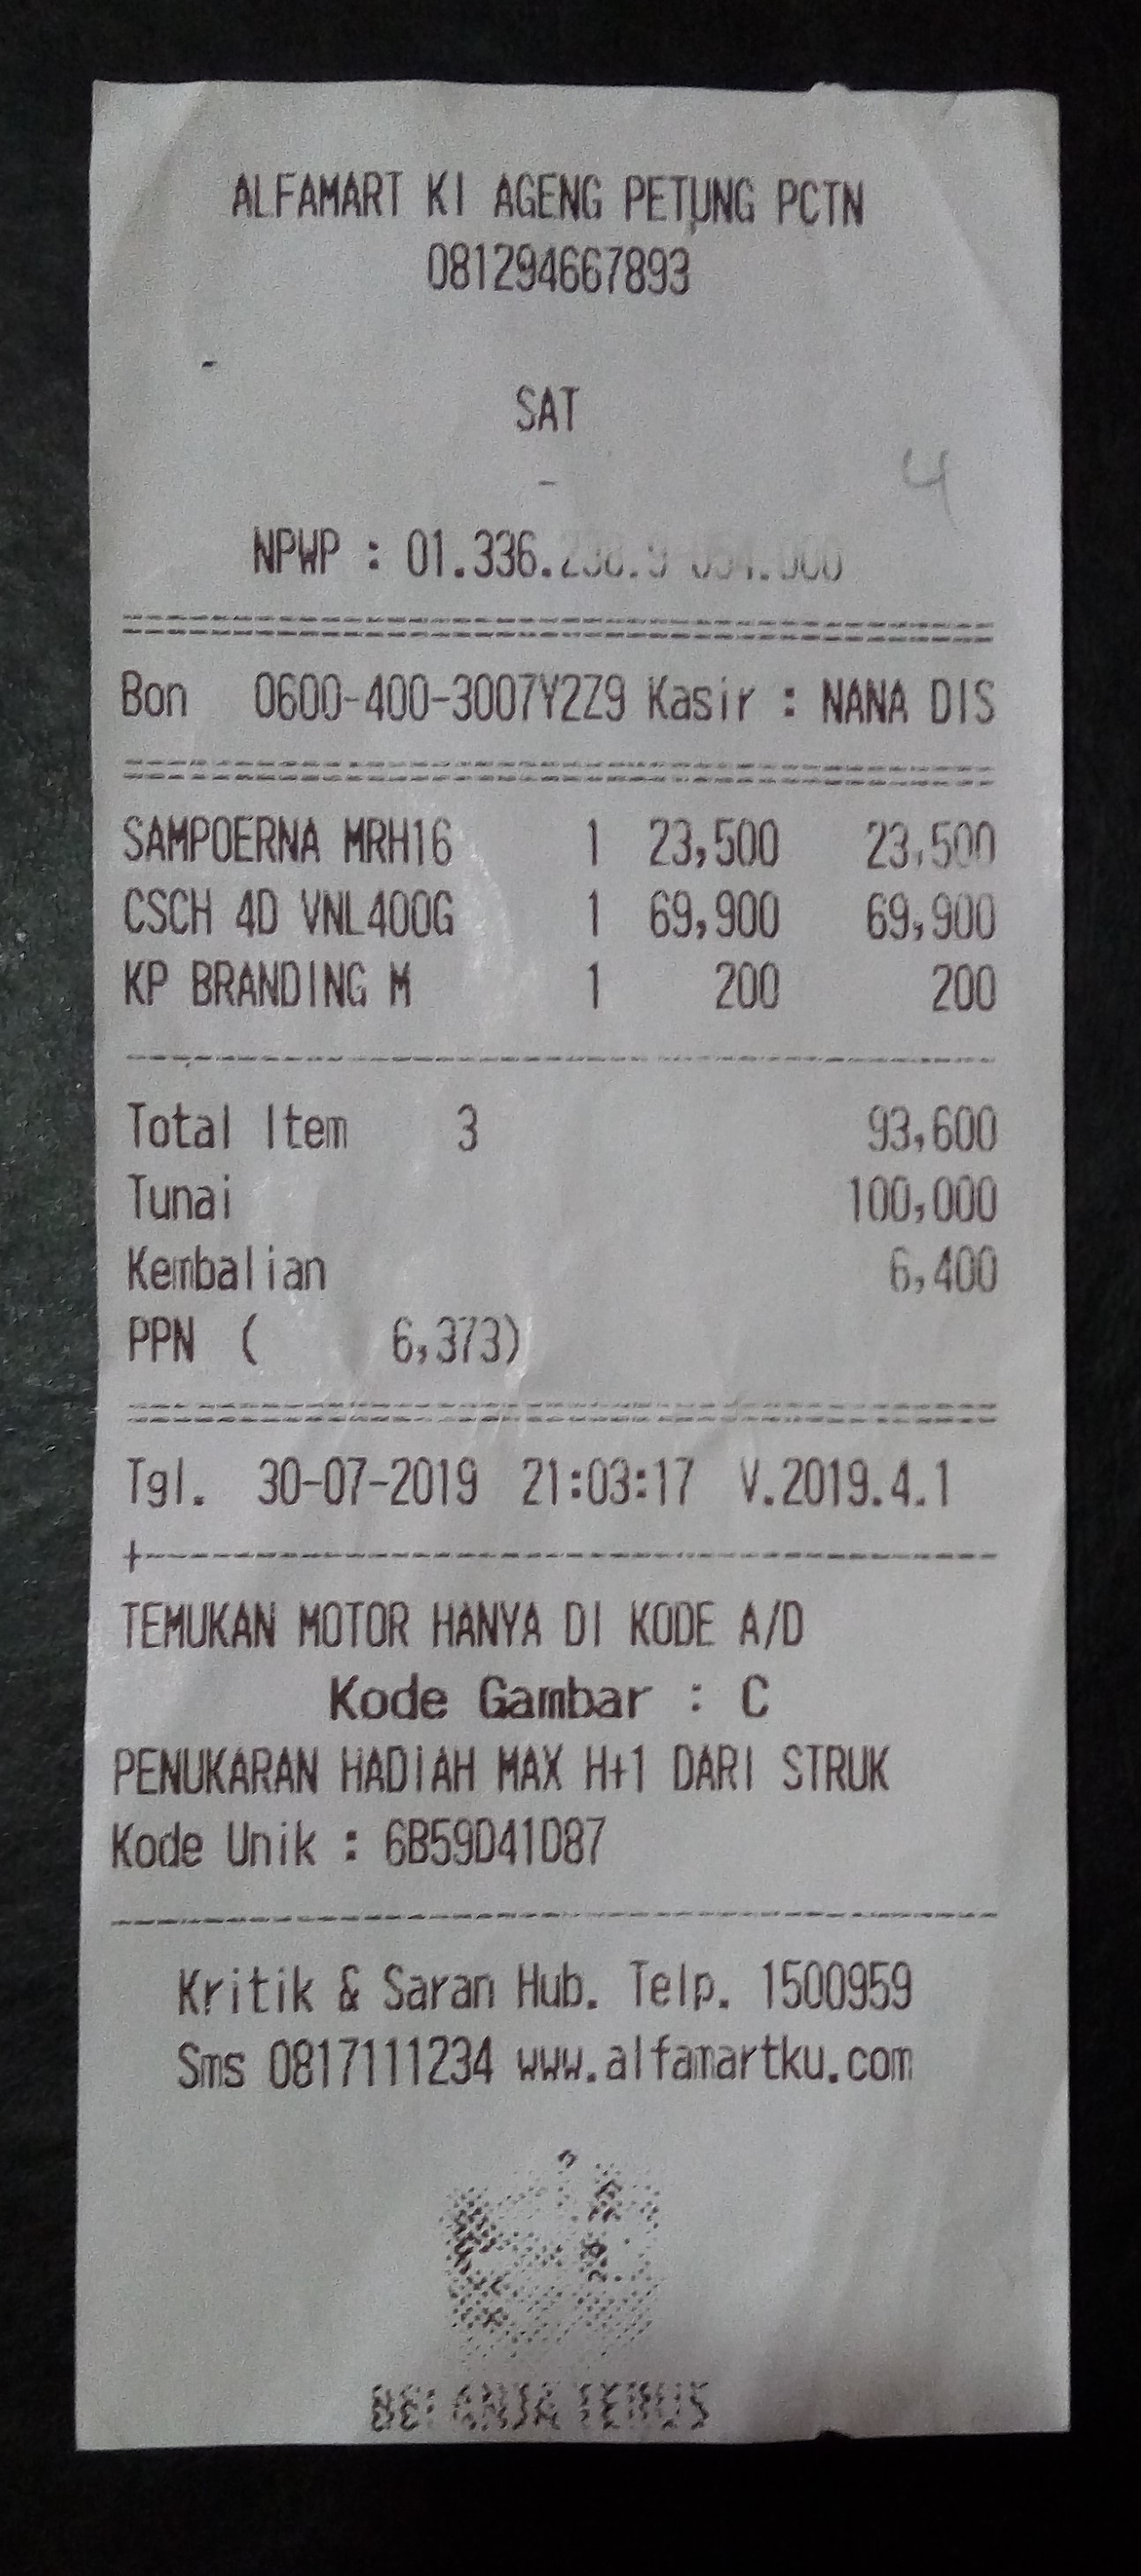 ALFAMART KI AGENG PETUNG PCTN
081294667893
SAT
-
4
NPWP : 01.336.
================================
Bon 0600-400-3007Y2Z9 Kasir : NANA DIS
================================
SAMPOERNA MRH16 1 23,500 23,500
CSCH 4D VNL400G 1 69,900 69,900
KP BRANDING M 1 200 200
--------------------------------
Total Item 3 93,600
Tunai 100,000
Kembalian 6,400
PPN ( 6,373)
================================
Tgl. 30-07-2019 21:03:17 V.2019.4.1
+-------------------------------
TEMUKAN MOTOR HANYA DI KODE A/D
Kode Gambar : C
PENUKARAN HADIAH MAX H+1 DARI STRUK
Kode Unik : 6B59D41D87
--------------------------------
Kritik & Saran Hub. Telp. 1500959
Sms 0817111234 www.alfamartku.com
BELANJA